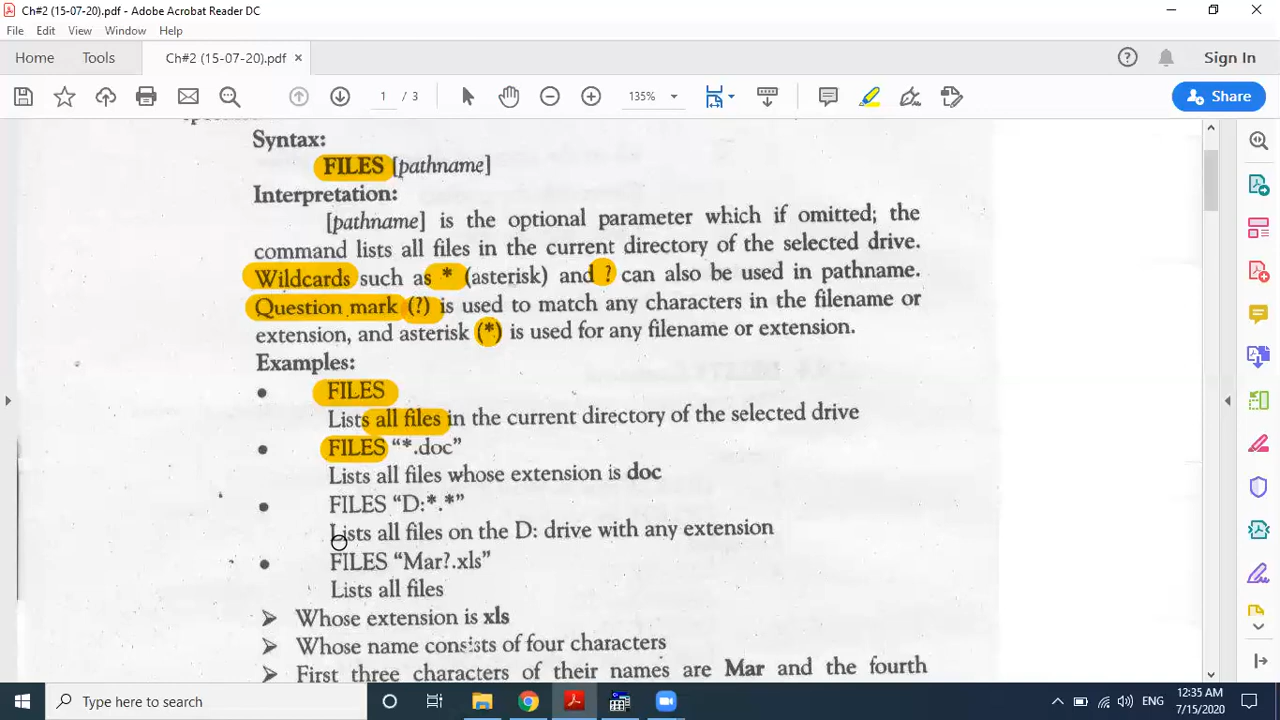 Ch#2 (15-07-20).pdf - Adobe Acrobat Reader DC
File Edit View Window Help
Home Tools Ch#2 (15-07-20).pdf × Sign In
1 / 3 135% Share
Syntax:
FILES [pathname]
Interpretation:
[pathname] is the optional parameter which if omitted; the
command lists all files in the current directory of the selected drive.
Wildcards such as * (asterisk) and ? can also be used in pathname.
Question mark (?) is used to match any characters in the filename or
extension, and asterisk (*) is used for any filename or extension.
Examples:
• FILES
Lists all files in the current directory of the selected drive
• FILES “*.doc”
Lists all files whose extension is doc
• FILES “D:*.*”
Lists all files on the D: drive with any extension
• FILES “Mar?.xls”
Lists all files
➤ Whose extension is xls
➤ Whose name consists of four characters
➤ First three characters of their names are Mar and the fourth
Type here to search
ENG
12:35 AM
7/15/2020